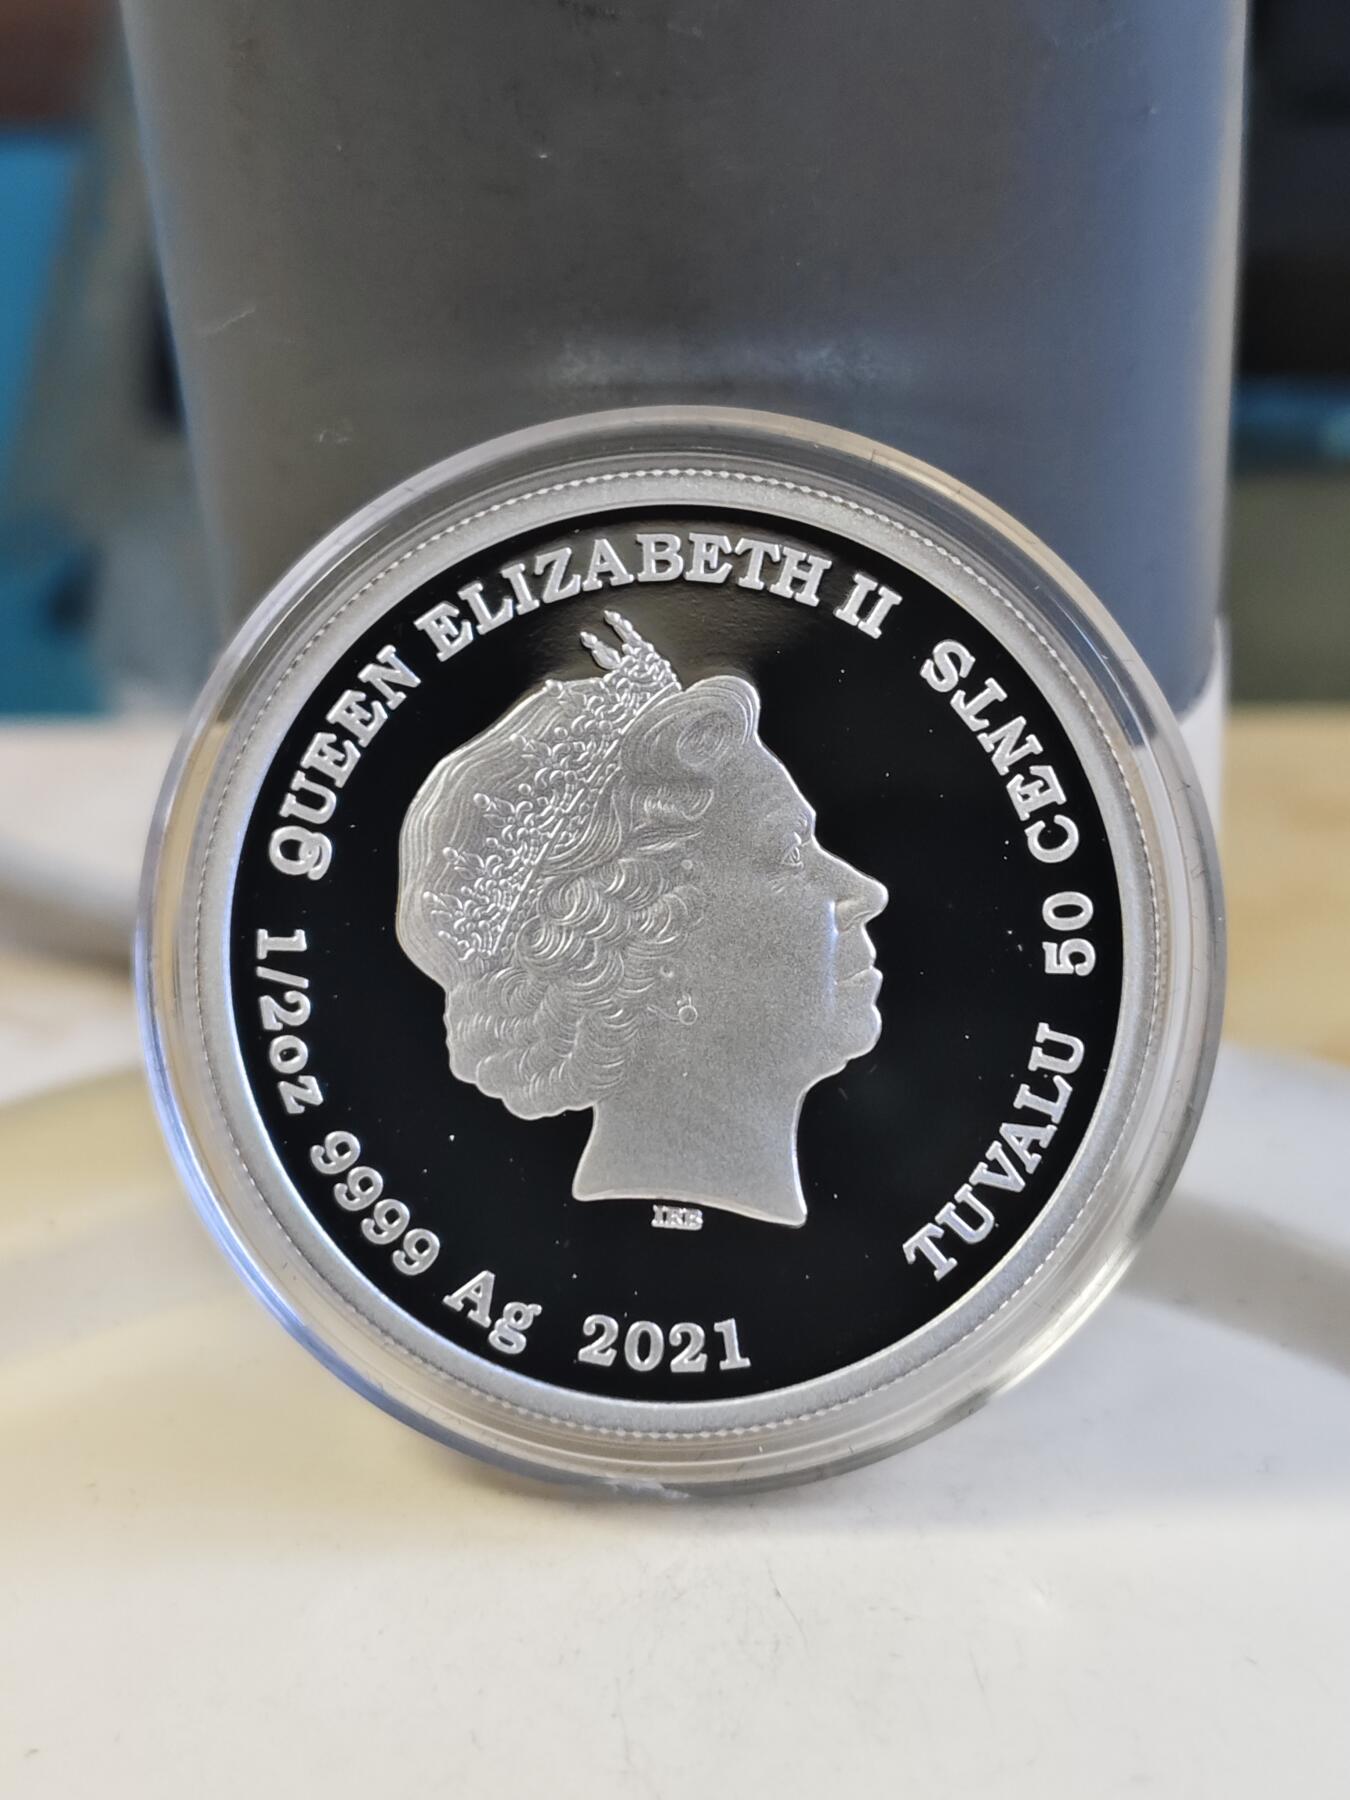 QUEEN ELIZABETH II
50 CENTS
TUVALU
1/2oz 9999 Ag 2021
IRB